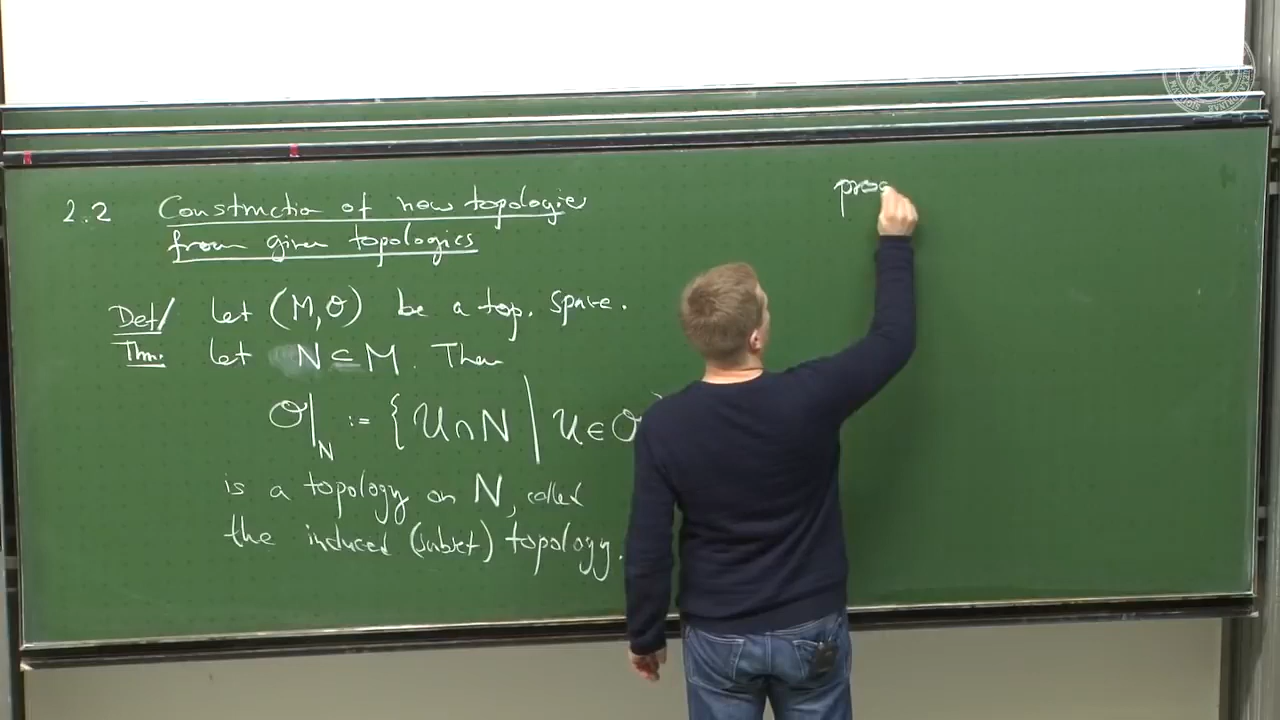 2.2 Construction of new topologies
from given topologies
Def/ Let (M,O) be a top. space.
Thm: Let N ⊆ M. Then
O|_N := { U∩N | U∈O
is a topology on N, called
the induced (subset) topology.
proo